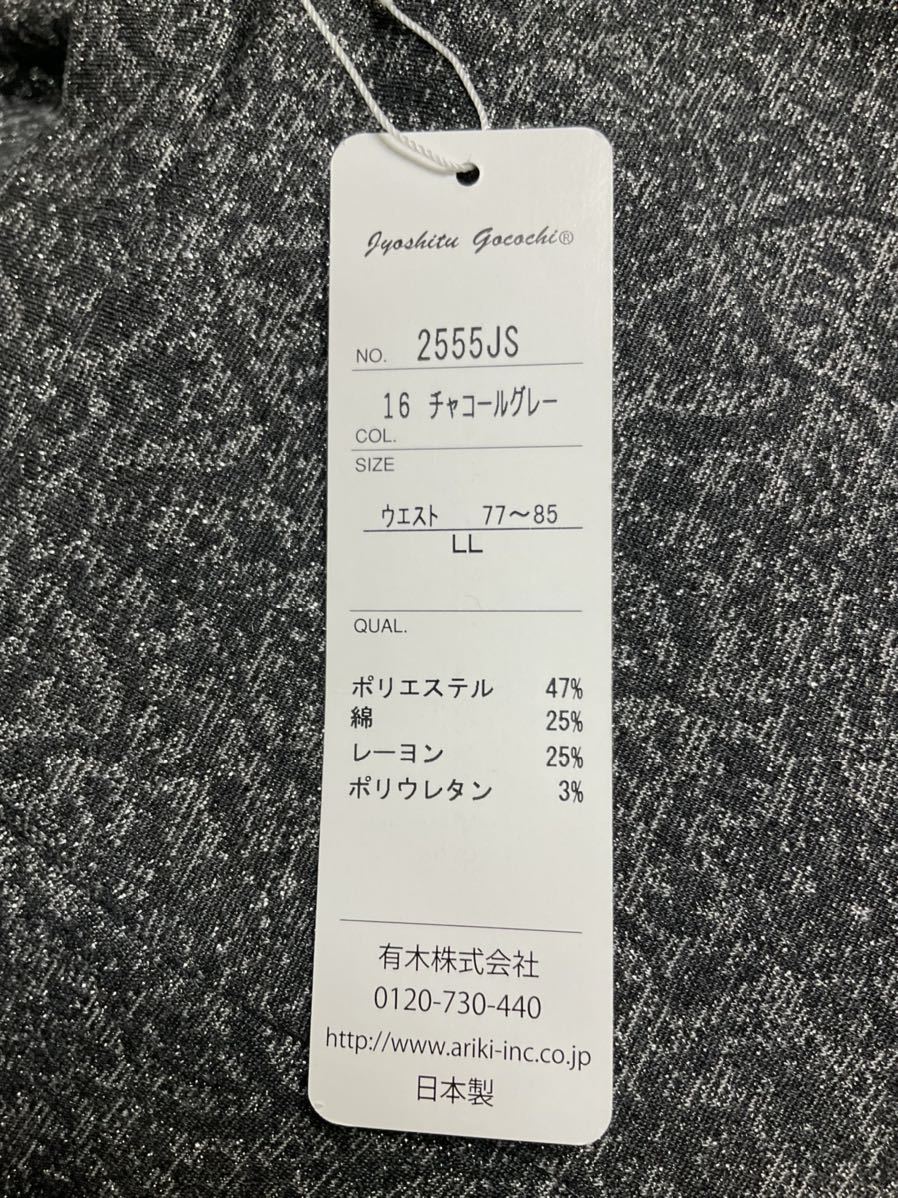 Jyoshitu Gocochi®
NO. 2555JS
16 チャコールグレー
COL.
SIZE
ウエスト 77～85
LL
QUAL.
ポリエステル 47%
綿 25%
レーヨン 25%
ポリウレタン 3%
有木株式会社
0120-730-440
http://www.ariki-inc.co.jp
日本製